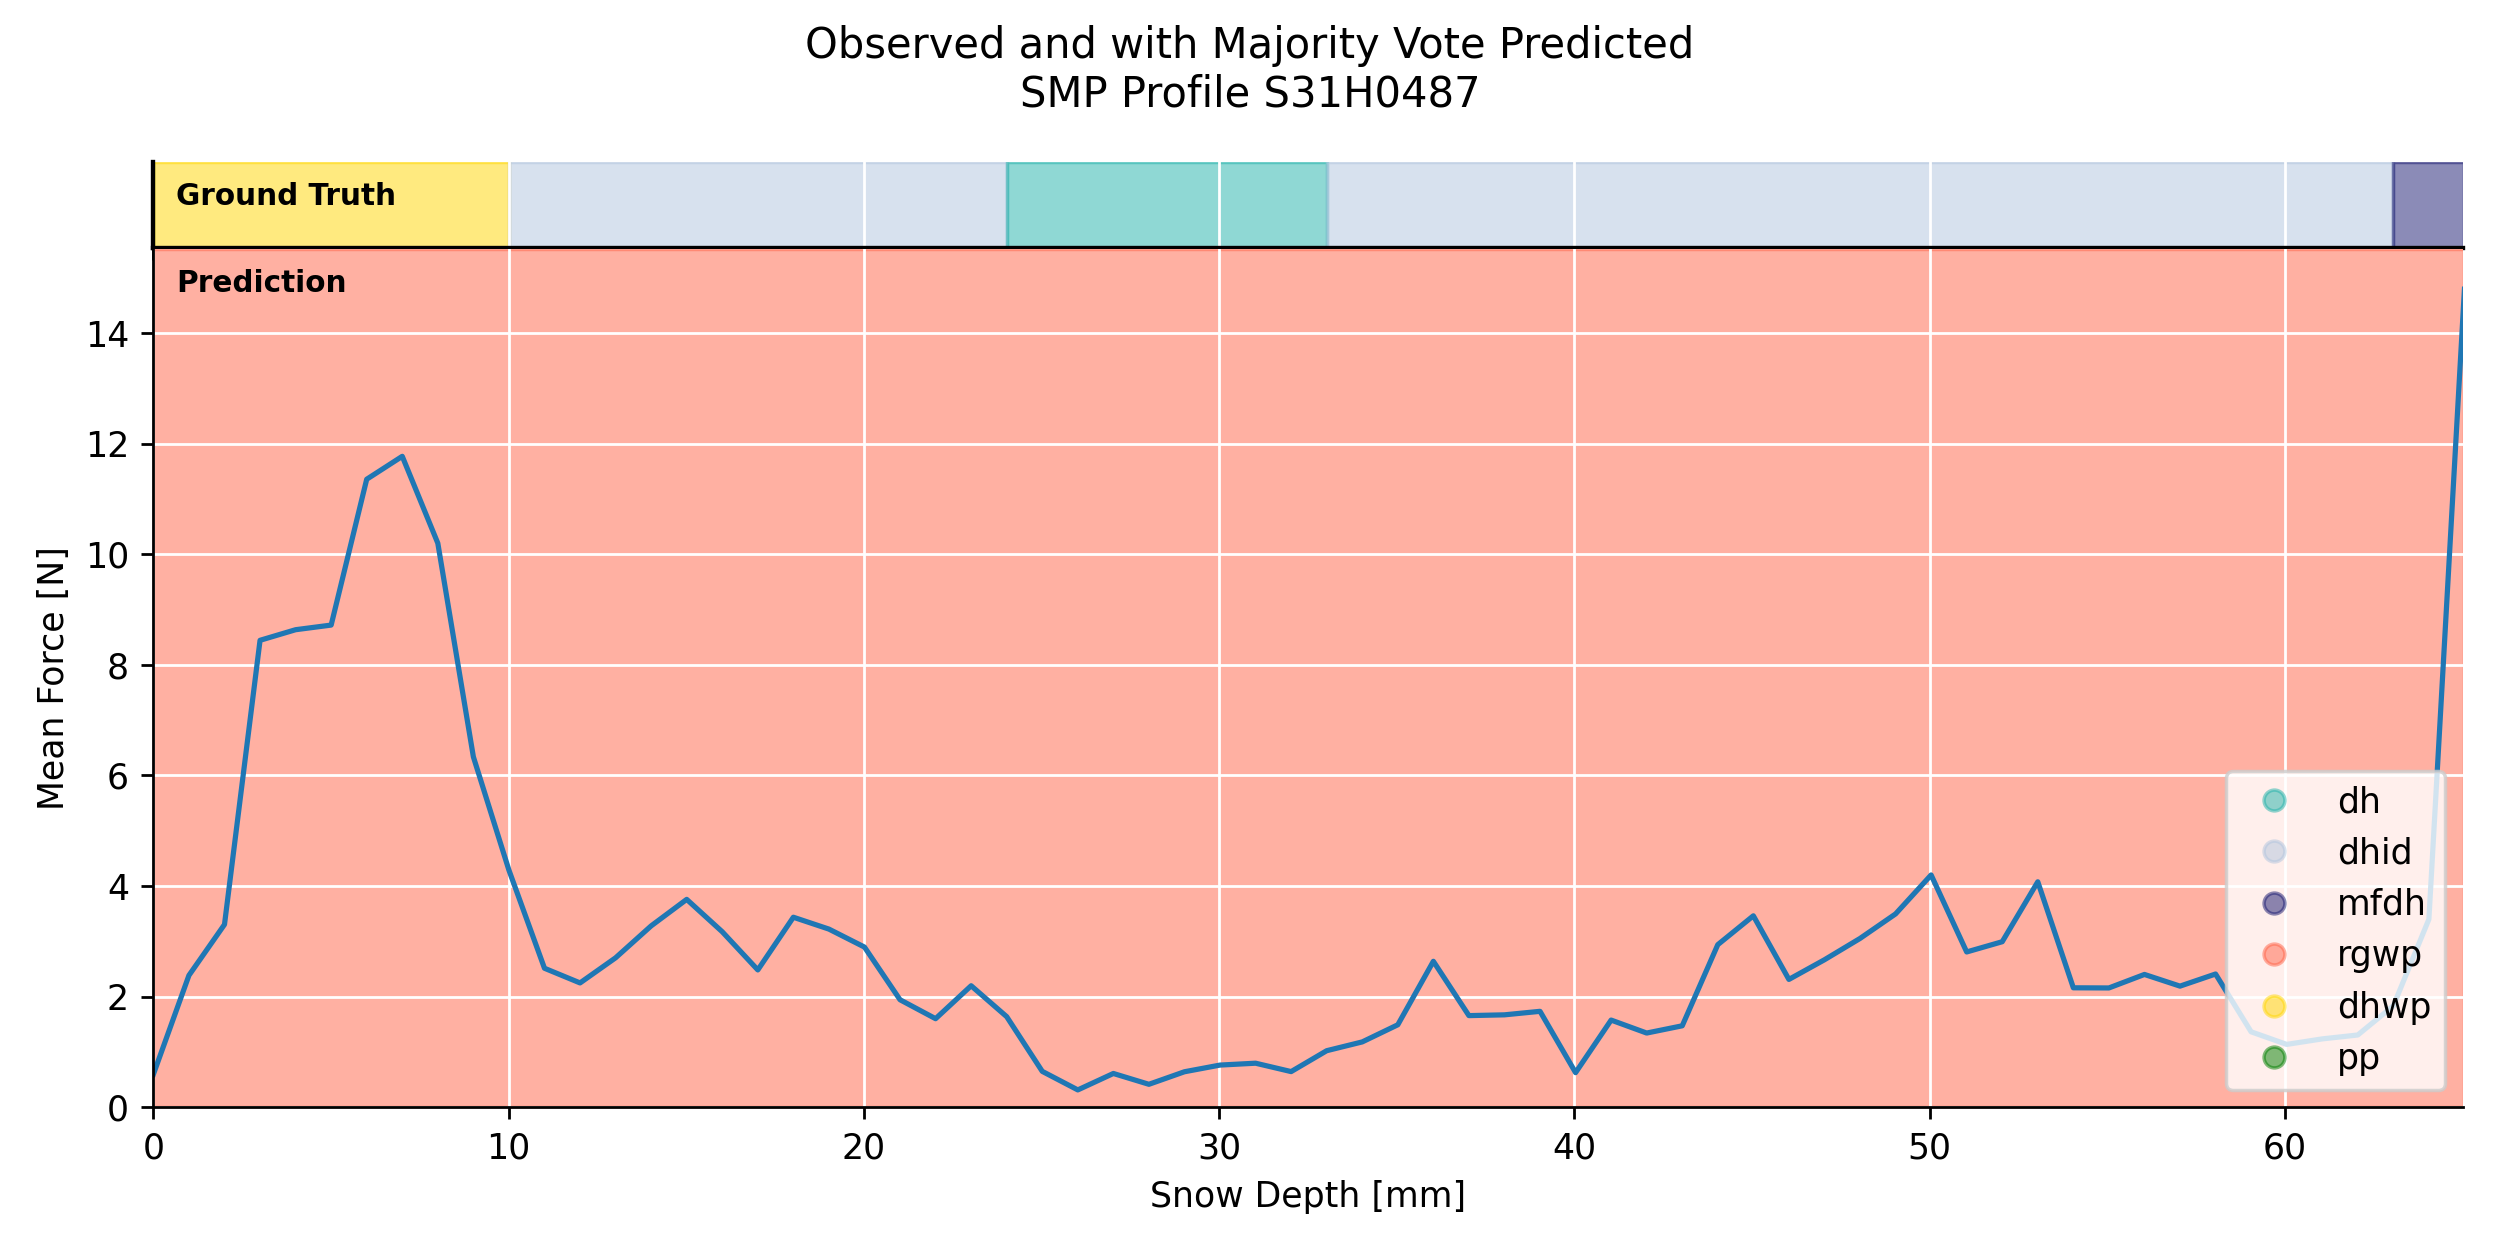 Observed and with Majority Vote Predicted
SMP Profile S31H0487
Ground Truth
Prediction
14
12
10
8
6
4
2
0
Mean Force [N]
dh
dhid
mfdh
rgwp
dhwp
pp
0 10 20 30 40 50 60
Snow Depth [mm]